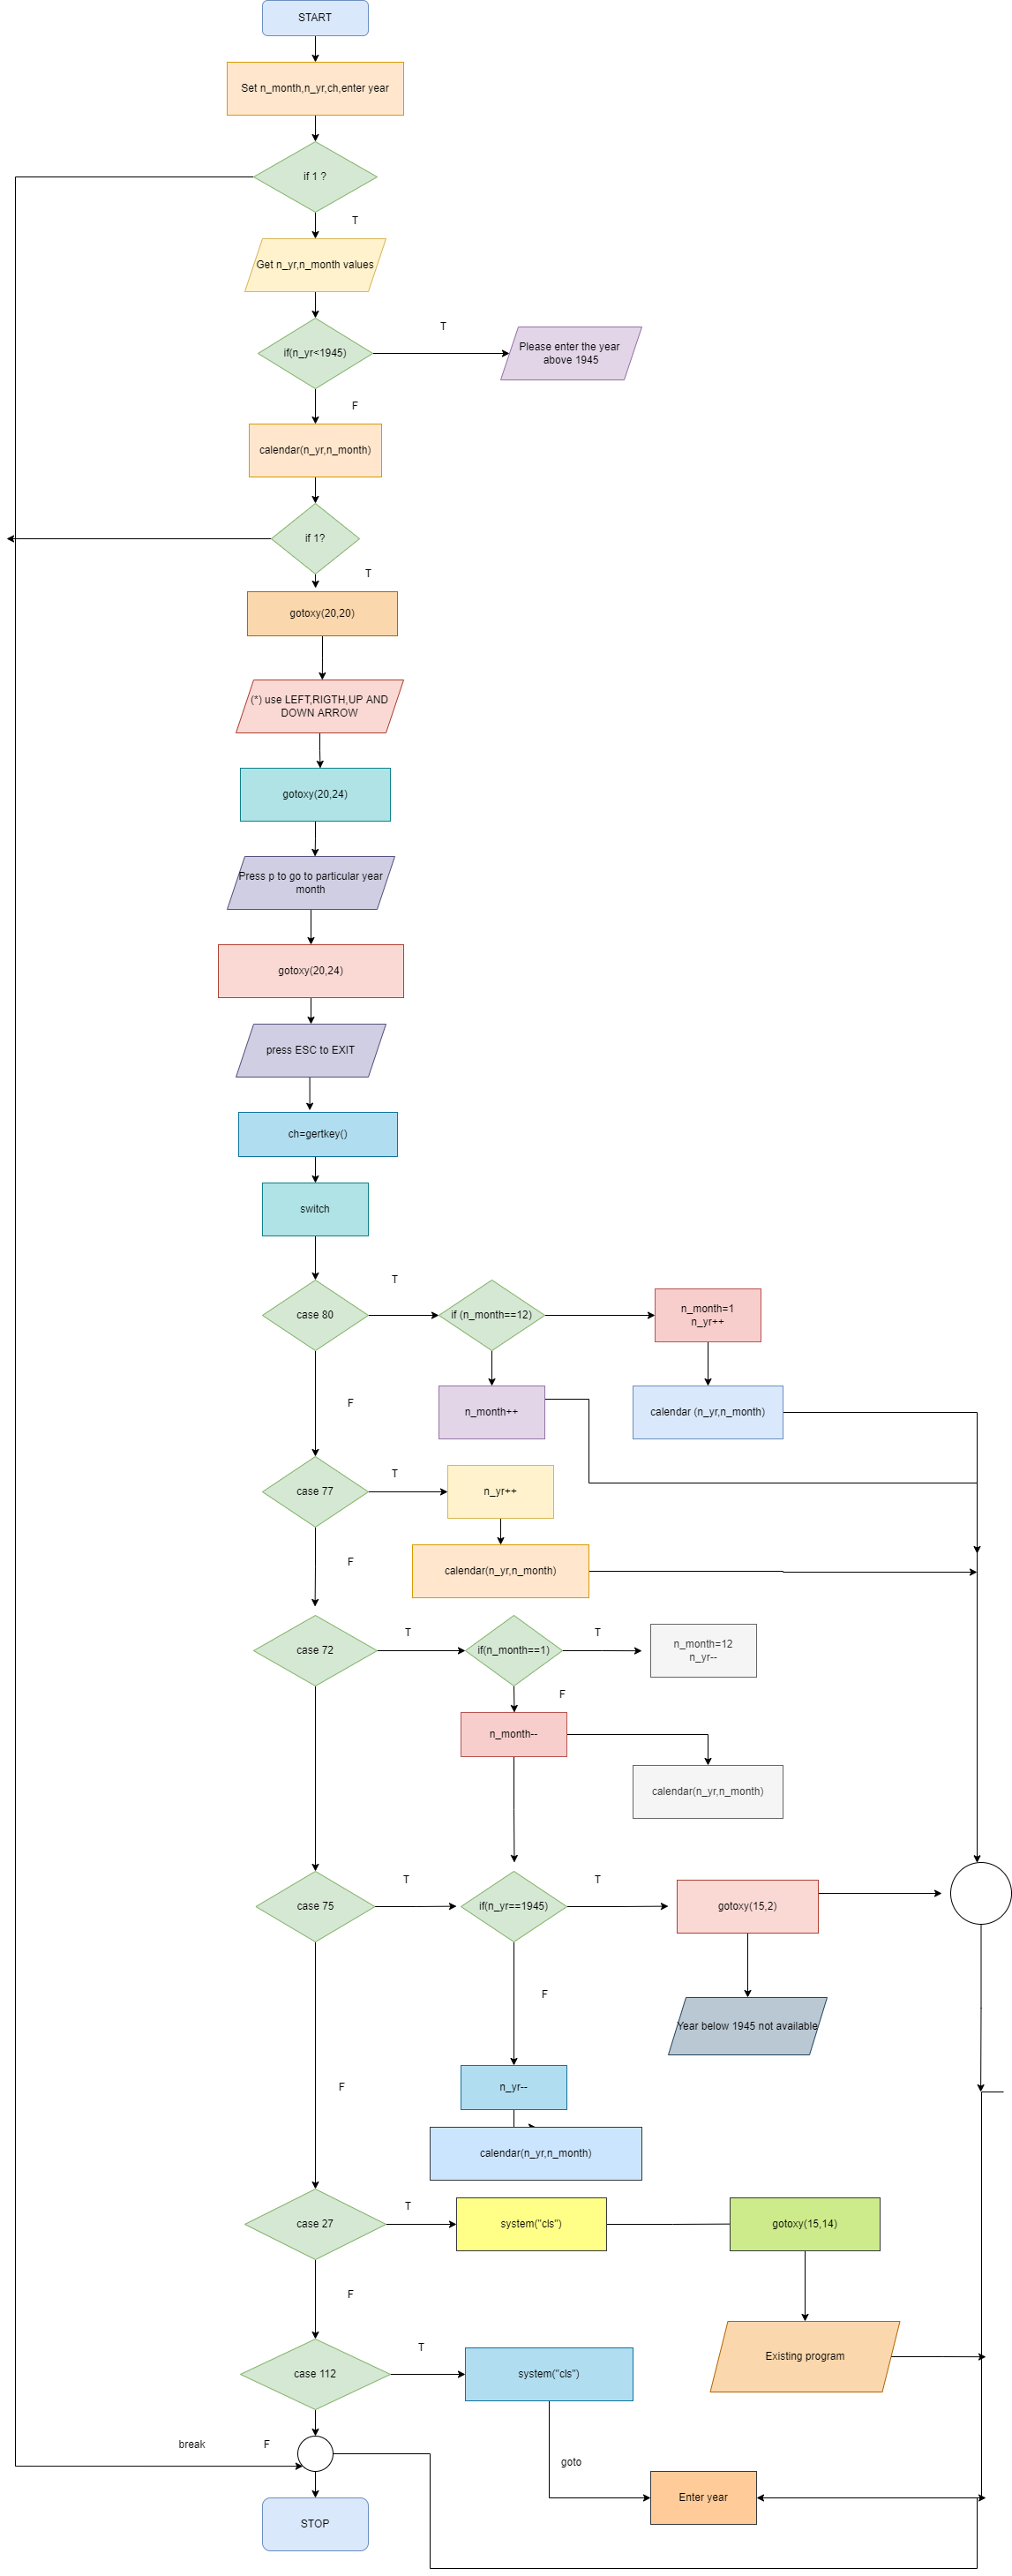 START
Set n_month,n_yr,ch,enter year
if 1 ?
T
Get n_yr,n_month values
T
if(n_yr<1945)
Please enter the year
above 1945
F
calendar(n_yr,n_month)
if 1?
T
gotoxy(20,20)
(*) use LEFT,RIGTH,UP AND
DOWN ARROW
gotoxy(20,24)
Press p to go to particular year
month
gotoxy(20,24)
press ESC to EXIT
ch=gertkey()
switch
T
case 80
if (n_month==12)
n_month=1
n_yr++
F
n_month++
calendar (n_yr,n_month)
T
case 77
n_yr++
F
calendar(n_yr,n_month)
T
T
case 72
if(n_month==1)
n_month=12
n_yr--
F
n_month--
calendar(n_yr,n_month)
T
T
case 75
if(n_yr==1945)
gotoxy(15,2)
F
Year below 1945 not available
F
n_yr--
calendar(n_yr,n_month)
T
case 27
system("cls")
gotoxy(15,14)
F
T
Existing program
case 112
system("cls")
break
F
goto
Enter year
STOP